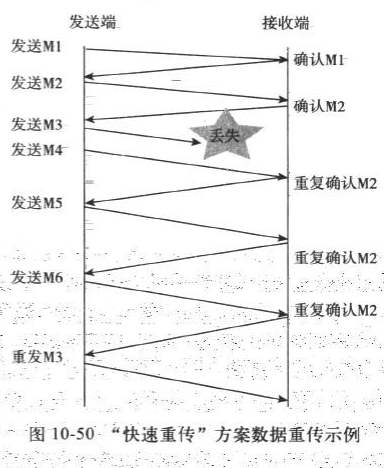 发送端 接收端
发送M1
确认M1
发送M2
确认M2
发送M3
丢失
发送M4
重复确认M2
发送M5
重复确认M2
发送M6
重复确认M2
重发M3
图 10-50 “快速重传”方案数据重传示例